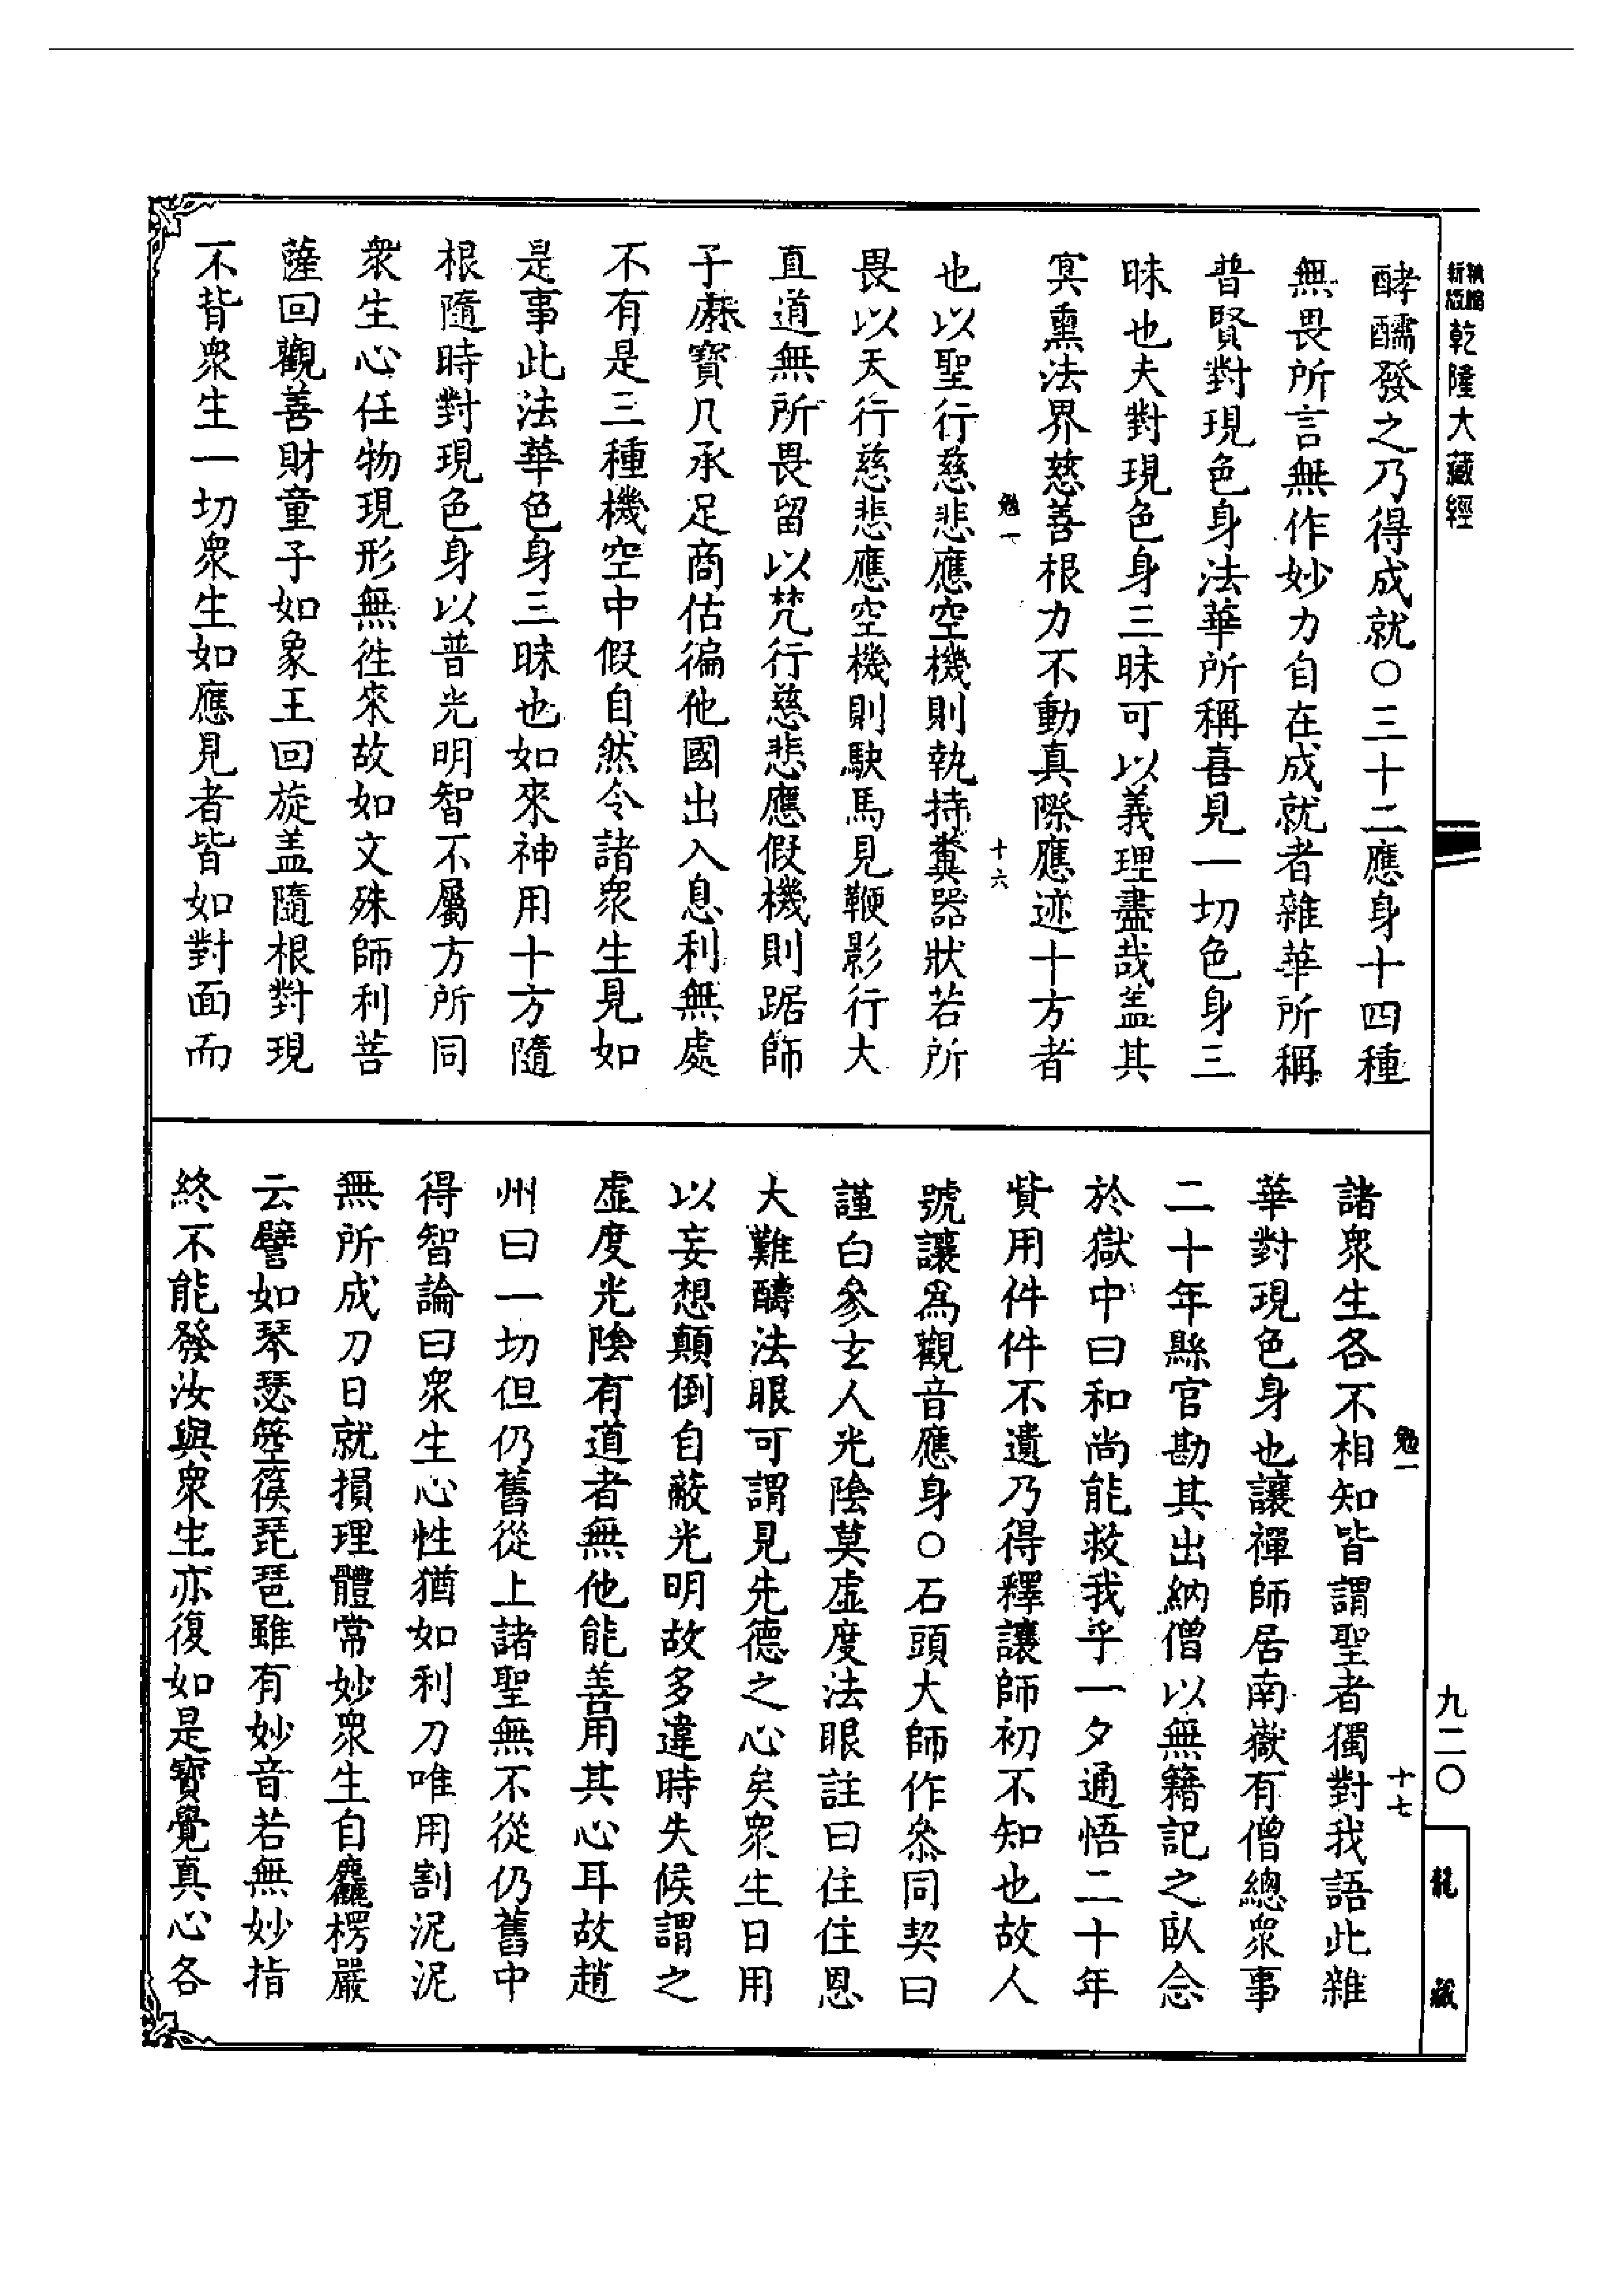 乾隆大藏經
酵醹發之乃得成就○三十二應身十四種
無畏所言無作妙力自在成就者雜華所稱
普賢對現色身法華所稱喜見一切色身三
昧也夫對現色身三昧可以義理盡哉盖其
冥熏法界慈善根力不動真際應迹十方者
勉一
十六
也以聖行慈悲應空機則執持糞器狀若所
畏以天行慈悲應空機則駃馬見鞭影行大
直道無所畏留以梵行慈悲應假機則踞師
子牀寶几承足商估徧他國出入息利無處
不有是三種機空中假自然令諸衆生見如
是事此法華色身三昧也如來神用十方隨
根隨時對現色身以普光明智不屬方所同
衆生心任物現形無徃來故如文殊師利菩
薩回觀善財童子如象王回旋盖隨根對現
不背衆生一切衆生如應見者皆如對面而
勉一
十七
諸衆生各不相知皆謂聖者獨對我語此雜
華對現色身也讓禪師居南嶽有僧總衆事
二十年縣官勘其出納僧以無籍記之臥念
於獄中曰和尚能救我乎一夕通悟二十年
貲用件件不遺乃得釋讓師初不知也故人
號讓爲觀音應身○石頭大師作叅同契曰
謹白參玄人光陰莫虛度法眼註曰住住恩
大難醻法眼可謂見先德之心矣衆生日用
以妄想顛倒自蔽光明故多違時失候謂之
虛度光陰有道者無他能善用其心耳故趙
州曰一切但仍舊從上諸聖無不從仍舊中
得智論曰衆生心性猶如利刀唯用割泥泥
無所成刀日就損理體常妙衆生自麤楞嚴
云譬如琴瑟箜篌琵琶雖有妙音若無妙指
終不能發汝與衆生亦復如是寶覺真心各
九二〇
龍藏